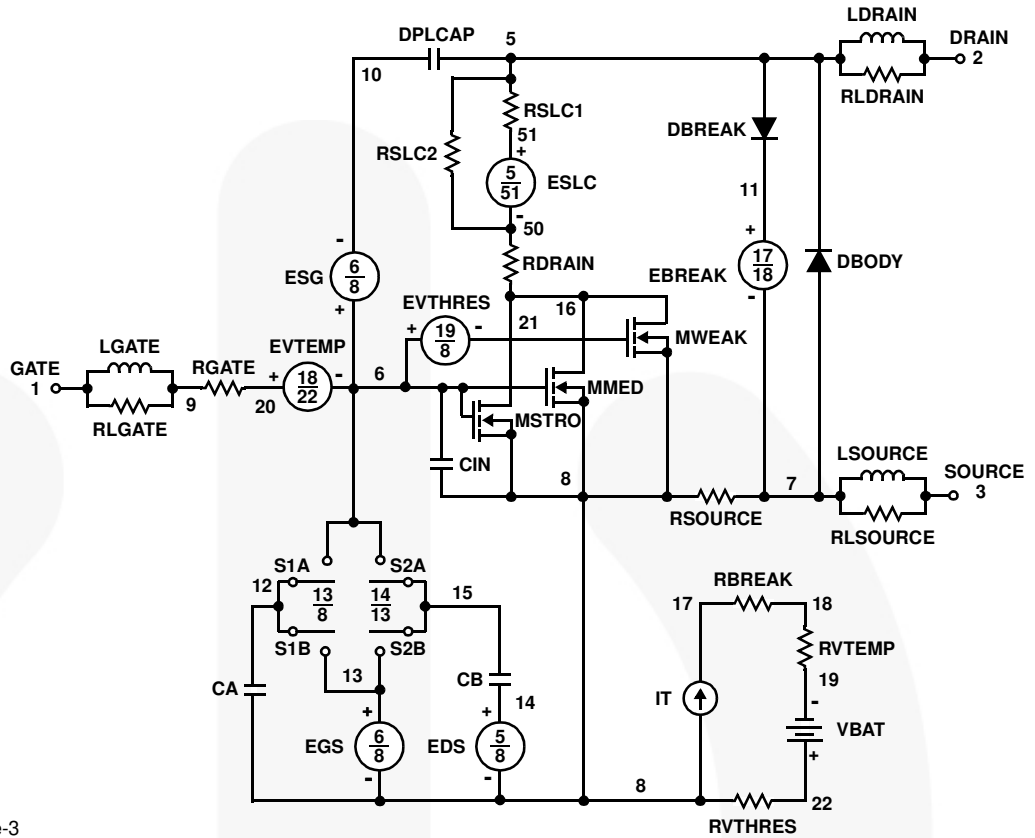 LDRAIN
DPLCAP
5
DRAIN
2
10
RLDRAIN
RSLC1
DBREAK
51
+
RSLC2
5
51
ESLC
11
-
50
-
+
RDRAIN
17
18
DBODY
ESG
6
8
EBREAK
EVTHRES
+
16
-
21
+
19
8
-
MWEAK
LGATE
EVTEMP
GATE
1
RGATE
+
18
22
-
6
MMED
9
20
MSTRO
RLGATE
LSOURCE
CIN
8
7
SOURCE
3
RSOURCE
RLSOURCE
S1A
S2A
12
13
8
14
13
15
RBREAK
17
18
S1B
S2B
RVTEMP
13
CB
19
CA
14
IT
-
+
+
VBAT
EGS
6
8
EDS
5
8
+
-
-
8
22
RVTHRES
e-3